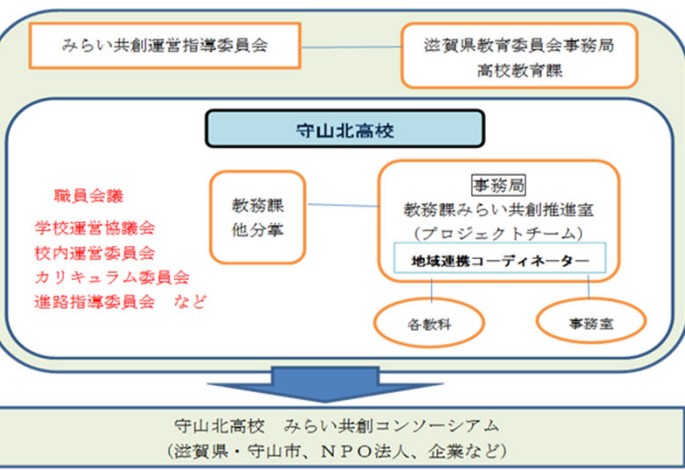 みらい共創運営指導委員会
滋賀県教育委員会事務局
高校教育課
守山北高校
職員会議
学校運営協議会
校内運営委員会
カリキュラム委員会
進路指導委員会　など
教務課
他分掌
事務局
教務課みらい共創推進室
（プロジェクトチーム）
地域連携コーディネーター
各教科
事務室
守山北高校　みらい共創コンソーシアム
（滋賀県・守山市、ＮＰＯ法人、企業など）